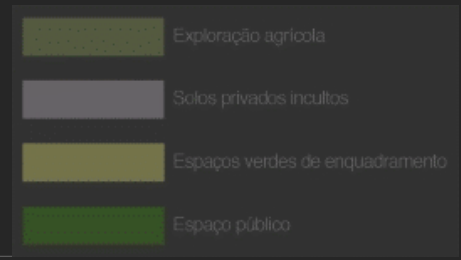 Exploração agrícola
Solos privados incultos
Espaços verdes de enquadramento
Espaço público